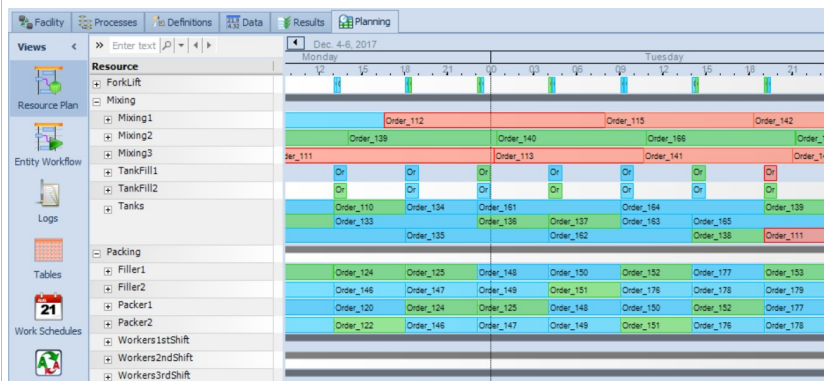 Facility Processes Definitions Data Results Planning
Views < » Enter text Dec. 4-6, 2017
Monday Tuesday
Resource 12 15 18 21 00 03 06 09 12 15 18 21
ForkLift
Resource Plan
Mixing
Mixing1 Order_112 Order_115 Order_142
Mixing2 Order_139 Order_140 Order_166 Order_
Entity Workflow
Mixing3 der_111 Order_113 Order_141 Order_14
TankFill1 Or Or Or Or Or Or Or
TankFill2 Or Or Or Or Or Or Or
Logs
Tanks Order_110 Order_134 Order_161 Order_164 Order_139
Order_133 Order_136 Order_137 Order_163 Order_165
Order_135 Order_162 Order_138 Order_111
Packing
Tables
Filler1 Order_124 Order_125 Order_148 Order_150 Order_152 Order_177 Order_153
Filler2 Order_146 Order_147 Order_149 Order_151 Order_176 Order_178 Order_179
21
Packer1 Order_120 Order_124 Order_125 Order_148 Order_150 Order_152 Order_177
Packer2 Order_122 Order_146 Order_147 Order_149 Order_151 Order_176 Order_178
Work Schedules
Workers1stShift
Workers2ndShift
Workers3rdShift